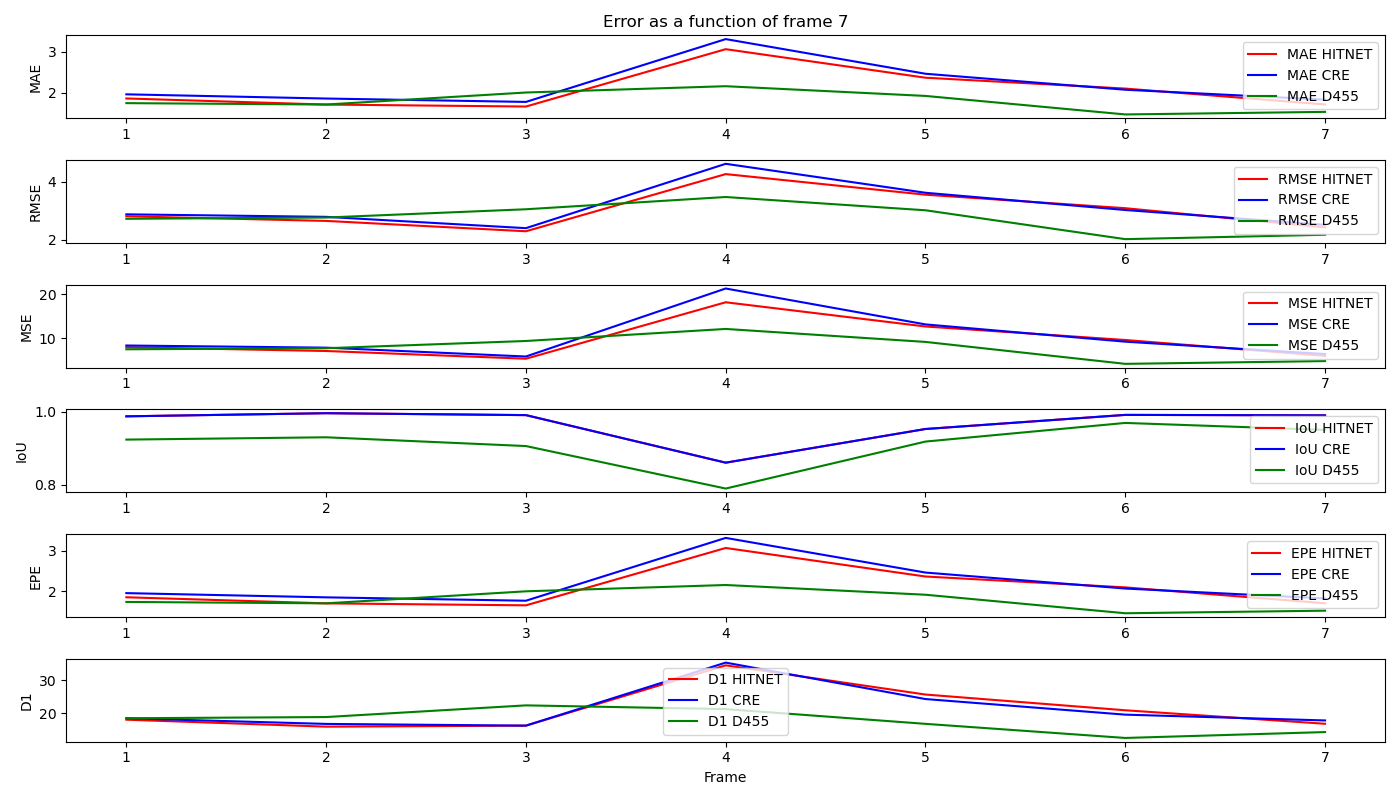 Error as a function of frame 7
MAE
3
2
MAE HITNET
MAE CRE
MAE D455
1 2 3 4 5 6 7
RMSE
4
2
RMSE HITNET
RMSE CRE
RMSE D455
1 2 3 4 5 6 7
MSE
20
10
MSE HITNET
MSE CRE
MSE D455
1 2 3 4 5 6 7
IoU
1.0
0.8
IoU HITNET
IoU CRE
IoU D455
1 2 3 4 5 6 7
EPE
3
2
EPE HITNET
EPE CRE
EPE D455
1 2 3 4 5 6 7
D1
30
20
D1 HITNET
D1 CRE
D1 D455
1 2 3 4 5 6 7
Frame